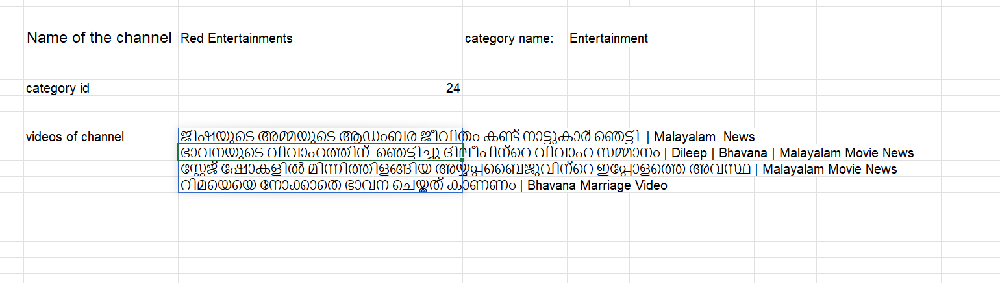 Name of the channel Red Entertainments category name: Entertainment
category id 24
videos of channel ജിഷയുടെ അമ്മയുടെ ആഡംബര ജീവിതം കണ്ട് നാട്ടുകാർ ഞെട്ടി | Malayalam  News
ഭാവനയുടെ വിവാഹത്തിന്  ഞെട്ടിച്ചു ദിലീപിന്റെ വിവാഹ സമ്മാനം | Dileep | Bhavana | Malayalam Movie News
സ്റ്റേജ് ഷോകളിൽ മിന്നിത്തിളങ്ങിയ അയ്യപ്പബൈജുവിന്റെ ഇപ്പോളത്തെ അവസ്ഥ | Malayalam Movie News
റിമയെയെ നോക്കാതെ ഭാവന ചെയ്തത് കാണണം | Bhavana Marriage Video